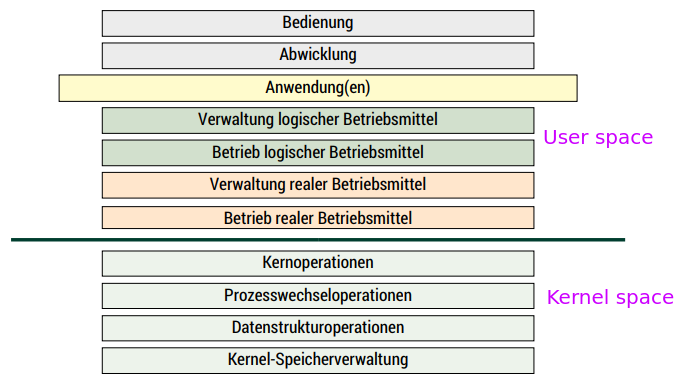 Bedienung
Abwicklung
Anwendung(en)
Verwaltung logischer Betriebsmittel
User space
Betrieb logischer Betriebsmittel
Verwaltung realer Betriebsmittel
Betrieb realer Betriebsmittel
Kernoperationen
Prozesswechseloperationen
Kernel space
Datenstrukturoperationen
Kernel-Speicherverwaltung